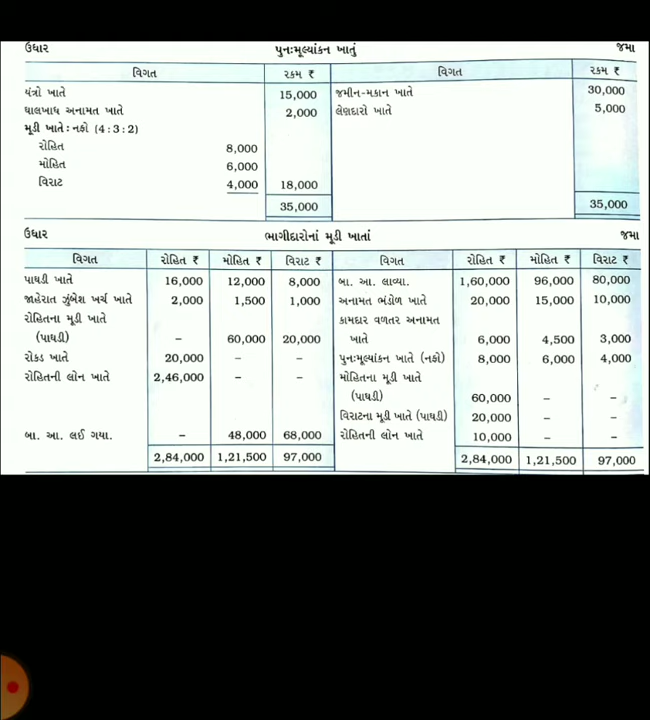 ઉધાર પુનઃમૂલ્યાંકન ખાતું જમા
વિગત રકમ ₹ વિગત રકમ ₹
યંત્રો ખાતે 15,000 જમીન-મકાન ખાતે 30,000
ઘાલખાધ અનામત ખાતે 2,000 લેણદારો ખાતે 5,000
મૂડી ખાતે : નફો (4 : 3 : 2)
રોહિત 8,000
મોહિત 6,000
વિરાટ 4,000 18,000
35,000 35,000
ઉધાર ભાગીદારોનાં મૂડી ખાતાં જમા
વિગત રોહિત ₹ મોહિત ₹ વિરાટ ₹ વિગત રોહિત ₹ મોહિત ₹ વિરાટ ₹
પાઘડી ખાતે 16,000 12,000 8,000 બા. આ. લાવ્યા. 1,60,000 96,000 80,000
જાહેરાત ઝુંબેશ ખર્ચ ખાતે 2,000 1,500 1,000 અનામત ભંડોળ ખાતે 20,000 15,000 10,000
રોહિતના મૂડી ખાતે કામદાર વળતર અનામત
(પાઘડી) – 60,000 20,000 ખાતે 6,000 4,500 3,000
રોકડ ખાતે 20,000 – – પુનઃમૂલ્યાંકન ખાતે (નફો) 8,000 6,000 4,000
રોહિતની લોન ખાતે 2,46,000 – – મોહિતના મૂડી ખાતે
(પાઘડી) 60,000 – –
વિરાટના મૂડી ખાતે (પાઘડી) 20,000 – –
બા. આ. લઈ ગયા. – 48,000 68,000 રોહિતની લોન ખાતે 10,000 – –
2,84,000 1,21,500 97,000 2,84,000 1,21,500 97,000